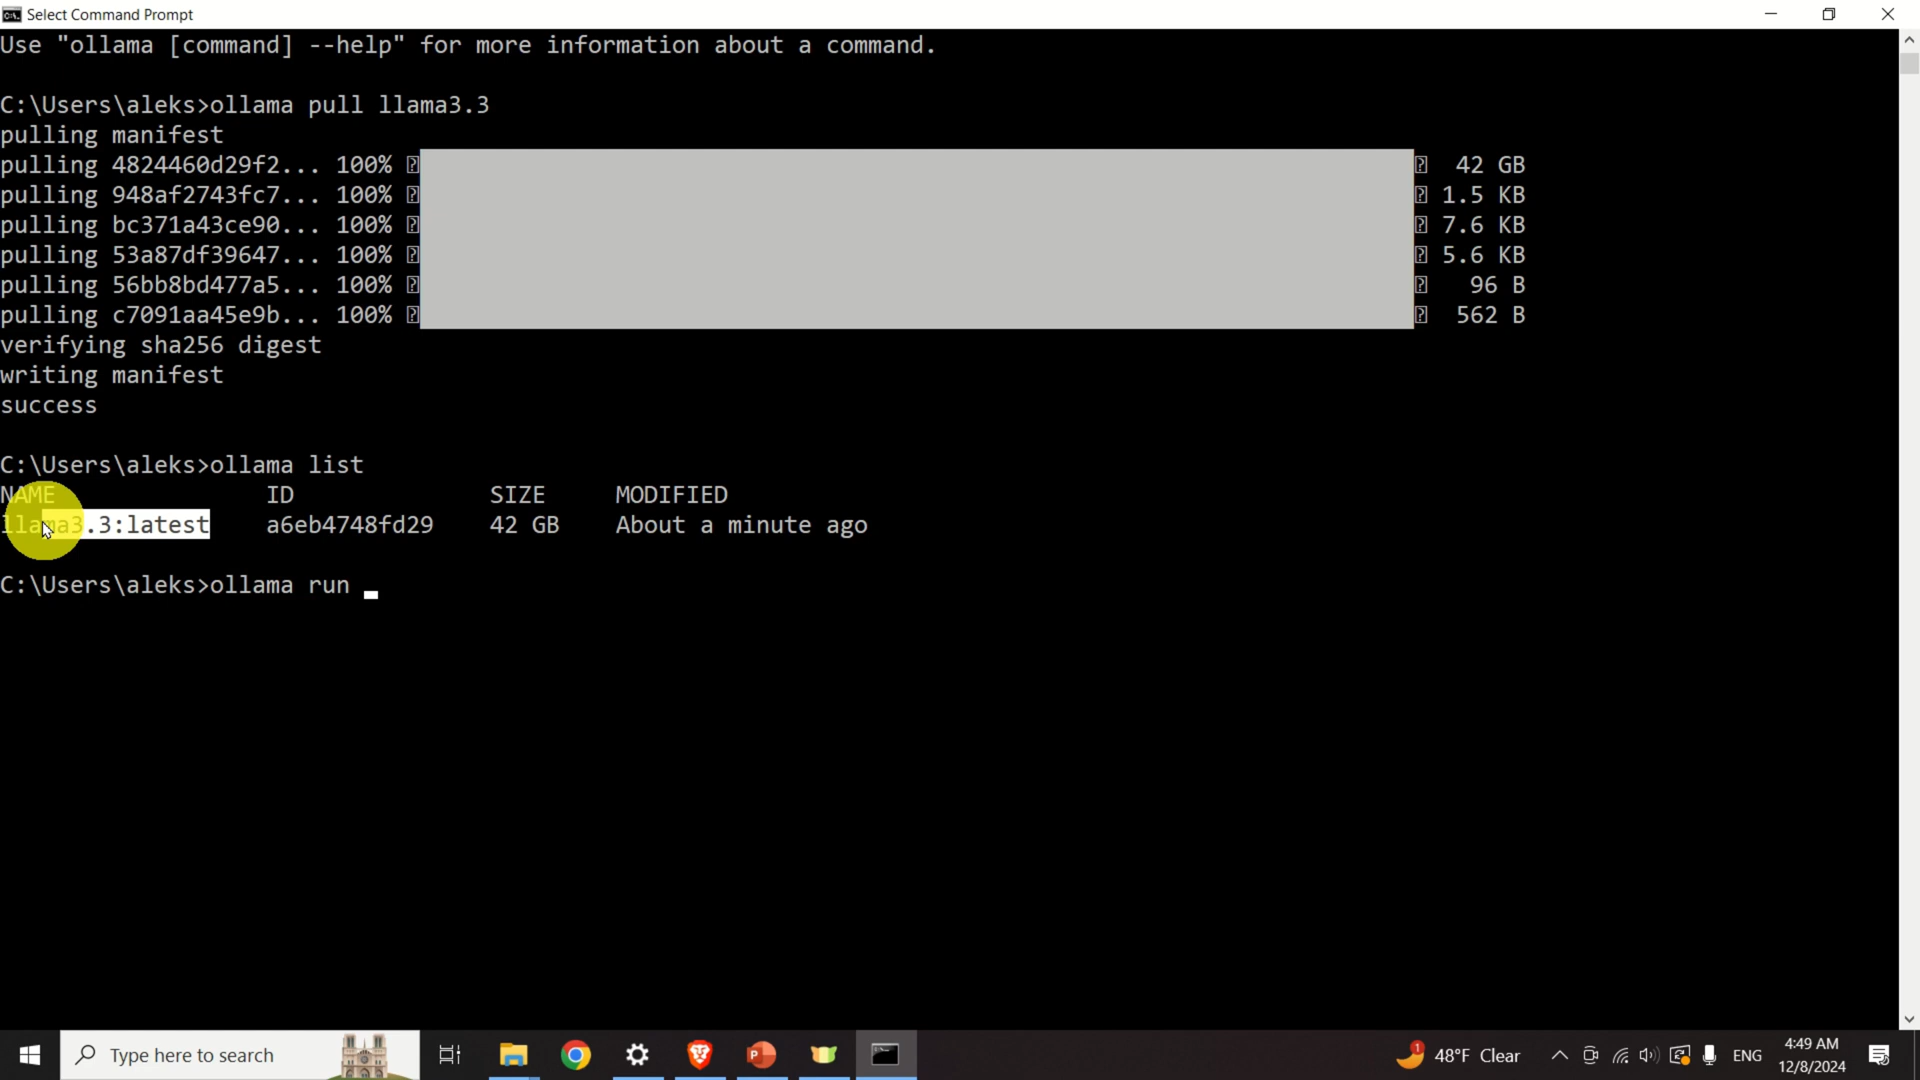 Select Command Prompt
Use "ollama [command] --help" for more information about a command.
C:\Users\aleks>ollama pull llama3.3
pulling manifest
pulling 4824460d29f2... 100% 42 GB
pulling 948af2743fc7... 100% 1.5 KB
pulling bc371a43ce90... 100% 7.6 KB
pulling 53a87df39647... 100% 5.6 KB
pulling 56bb8bd477a5... 100% 96 B
pulling c7091aa45e9b... 100% 562 B
verifying sha256 digest
writing manifest
success
C:\Users\aleks>ollama list
NAME ID SIZE MODIFIED
llama3.3:latest a6eb4748fd29 42 GB About a minute ago
C:\Users\aleks>ollama run
Type here to search
1
48°F Clear
ENG
4:49 AM
12/8/2024